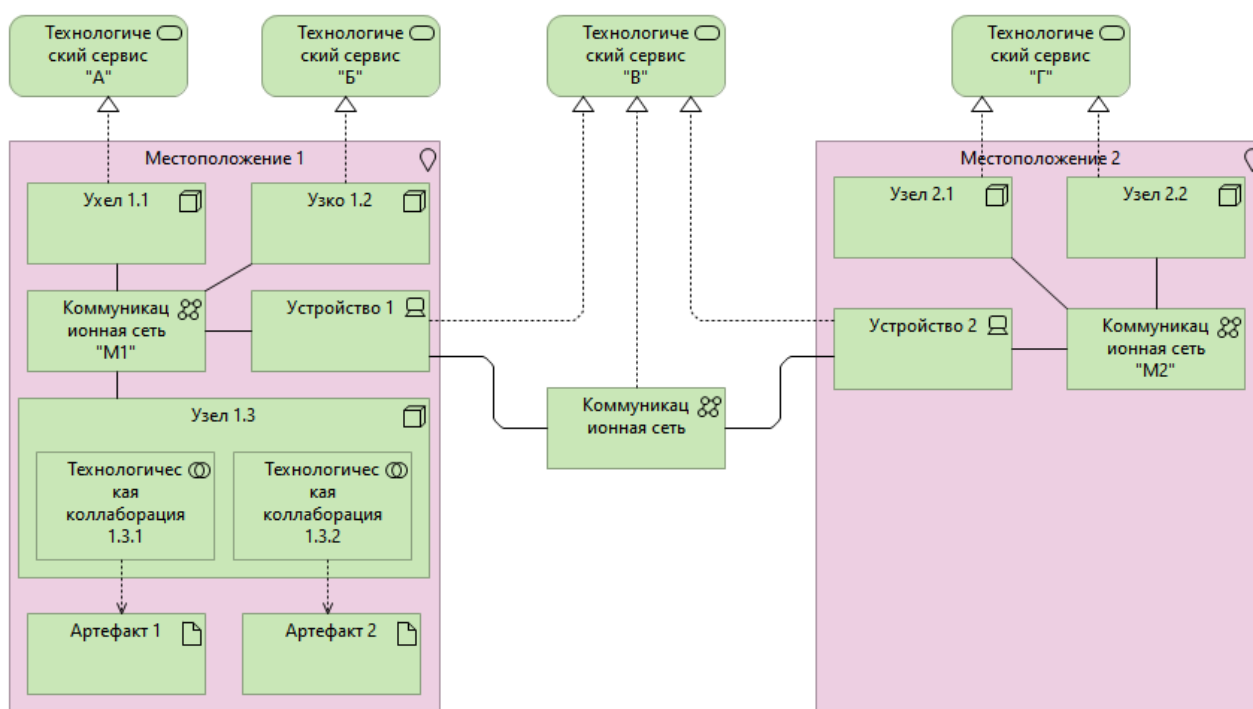 Технологиче
ский сервис
"А"
Технологиче
ский сервис
"Б"
Технологиче
ский сервис
"В"
Технологиче
ский сервис
"Г"
Местоположение 1
Ухел 1.1
Узко 1.2
Коммуникац
ионная сеть
"М1"
Устройство 1
Узел 1.3
Технологичес
кая
коллаборация
1.3.1
Технологичес
кая
коллаборация
1.3.2
Артефакт 1
Артефакт 2
Коммуникац
ионная сеть
Местоположение 2
Узел 2.1
Узел 2.2
Устройство 2
Коммуникац
ионная сеть
"М2"